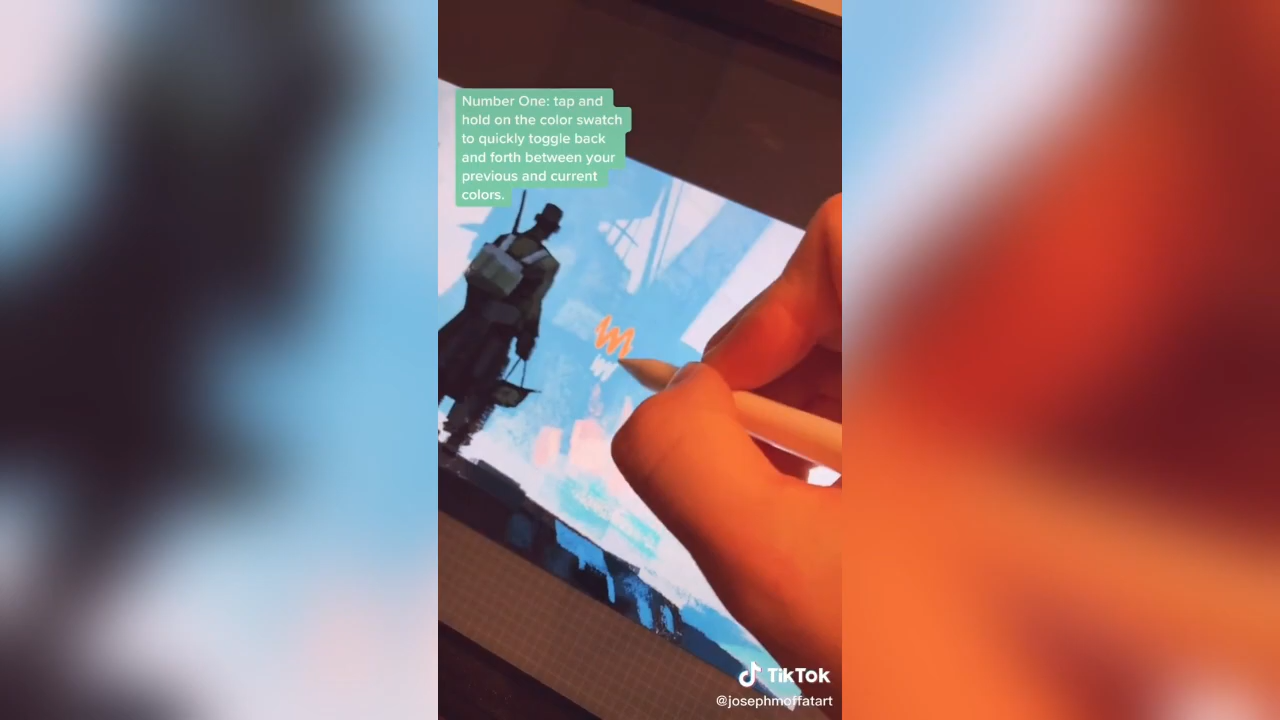 Number One: tap and
hold on the color swatch
to quickly toggle back
and forth between your
previous and current
colors.
TikTok
@josephmoffatart